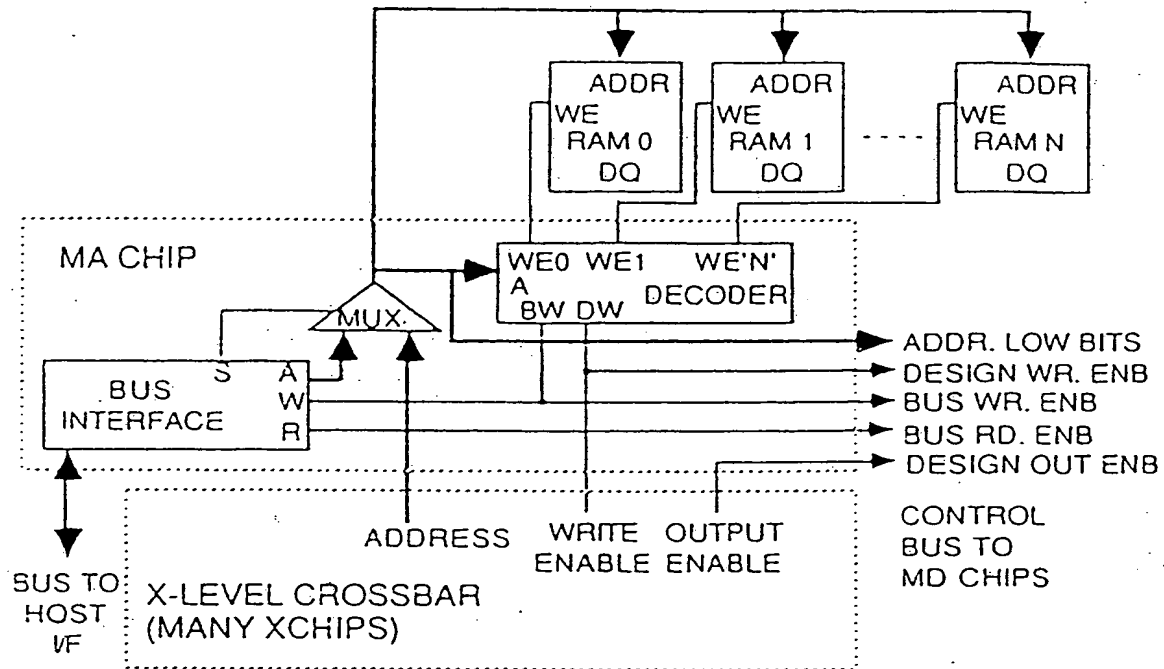 ADDR
WE
RAM 0
DQ
ADDR
WE
RAM 1
DQ
ADDR
WE
RAM N
DQ
MA CHIP
WE0 WE1 WE'N'
A
DECODER
BW DW
MUX
S
A
W
R
BUS
INTERFACE
ADDR. LOW BITS
DESIGN WR. ENB
BUS WR. ENB
BUS RD. ENB
DESIGN OUT ENB
CONTROL
BUS TO
MD CHIPS
ADDRESS
WRITE
ENABLE
OUTPUT
ENABLE
BUS TO
HOST
I/F
X-LEVEL CROSSBAR
(MANY XCHIPS)